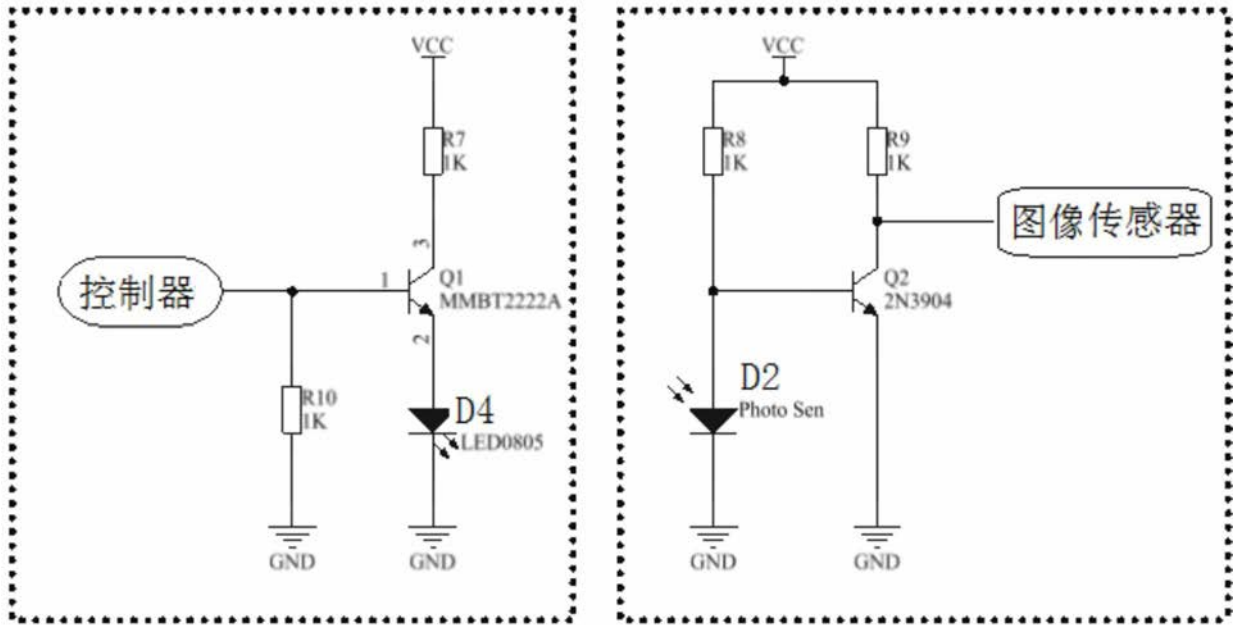 VCC
R7
1K
3
控制器
1
Q1
MMBT2222A
2
R10
1K
D4
LED0805
GND
GND
VCC
R8
1K
R9
1K
图像传感器
Q2
2N3904
D2
Photo Sen
GND
GND